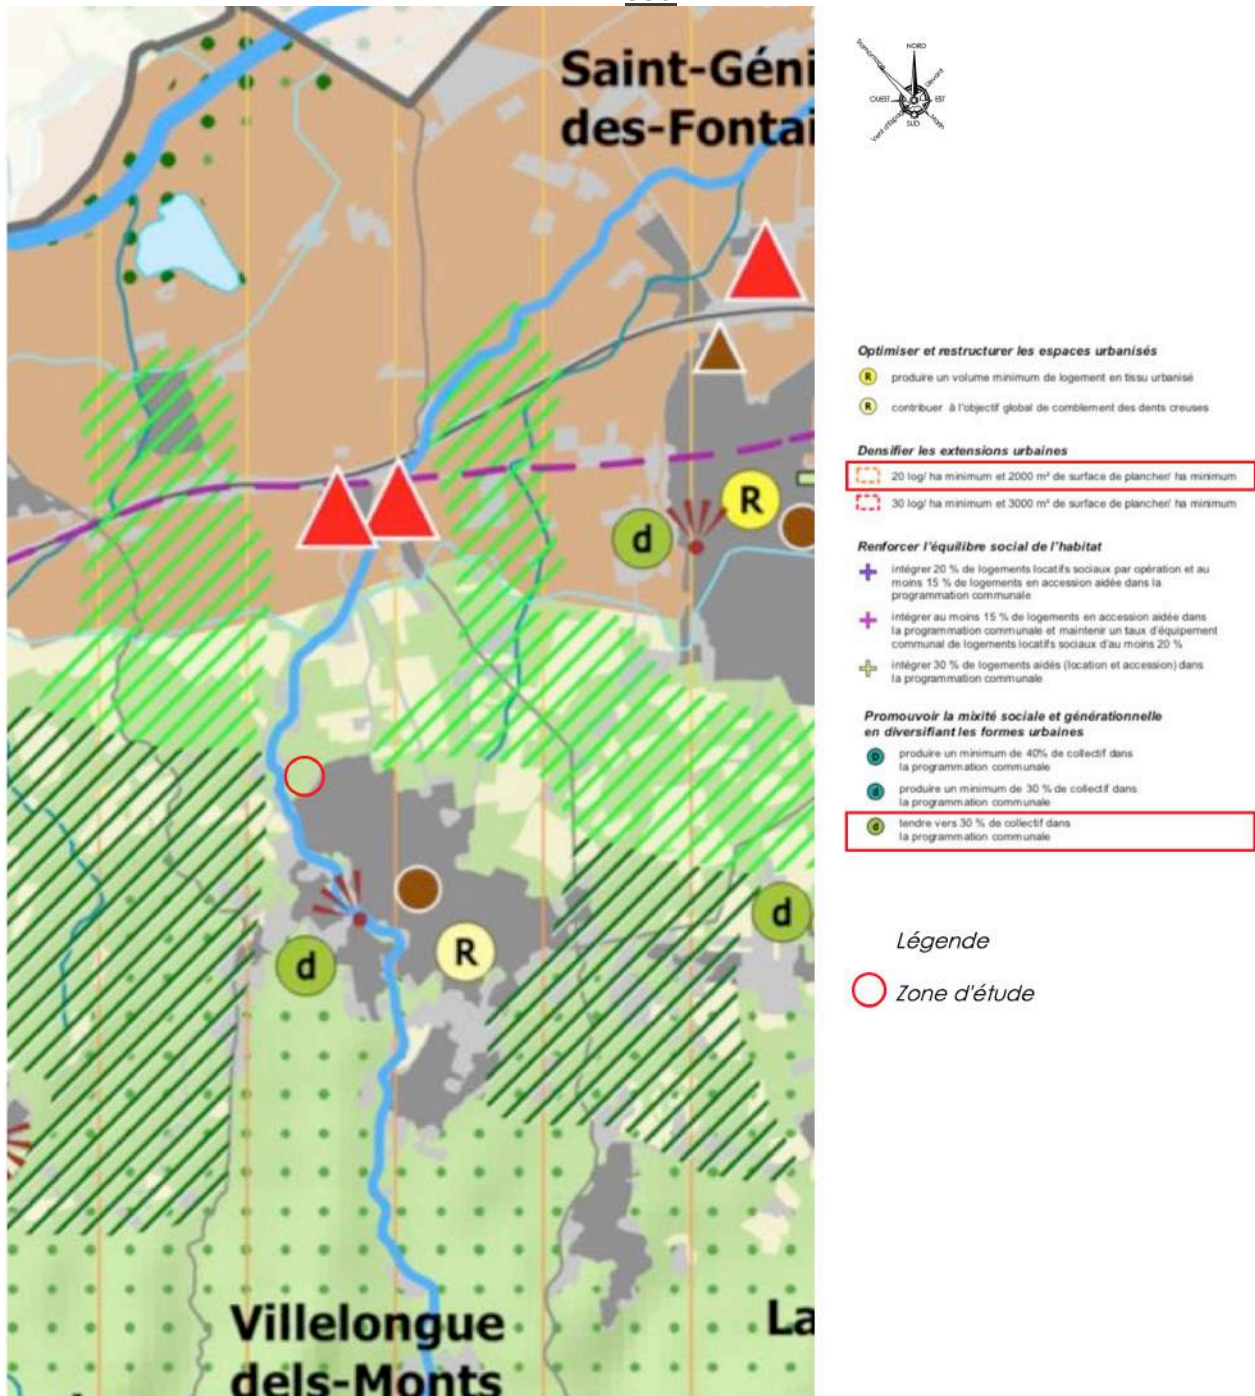 Saint-Géni
des-Fontai
R
d
d
d
R
Villelongue
dels-Monts
La
NORD
Tramontane
Levant
OUEST
EST
Vent d'Espagne
SUD
Marin
Optimiser et restructurer les espaces urbanisés
R produire un volume minimum de logement en tissu urbanisé
R contribuer à l'objectif global de comblement des dents creuses
Densifier les extensions urbaines
20 log/ ha minimum et 2000 m² de surface de plancher/ ha minimum
30 log/ ha minimum et 3000 m² de surface de plancher/ ha minimum
Renforcer l'équilibre social de l'habitat
intégrer 20 % de logements locatifs sociaux par opération et au
moins 15 % de logements en accession aidée dans la
programmation communale
intégrer au moins 15 % de logements en accession aidée dans
la programmation communale et maintenir un taux d'équipement
communal de logements locatifs sociaux d'au moins 20 %
intégrer 30 % de logements aidés (location et accession) dans
la programmation communale
Promouvoir la mixité sociale et générationnelle
en diversifiant les formes urbaines
D produire un minimum de 40% de collectif dans
la programmation communale
d produire un minimum de 30 % de collectif dans
la programmation communale
d tendre vers 30 % de collectif dans
la programmation communale
Légende
Zone d'étude